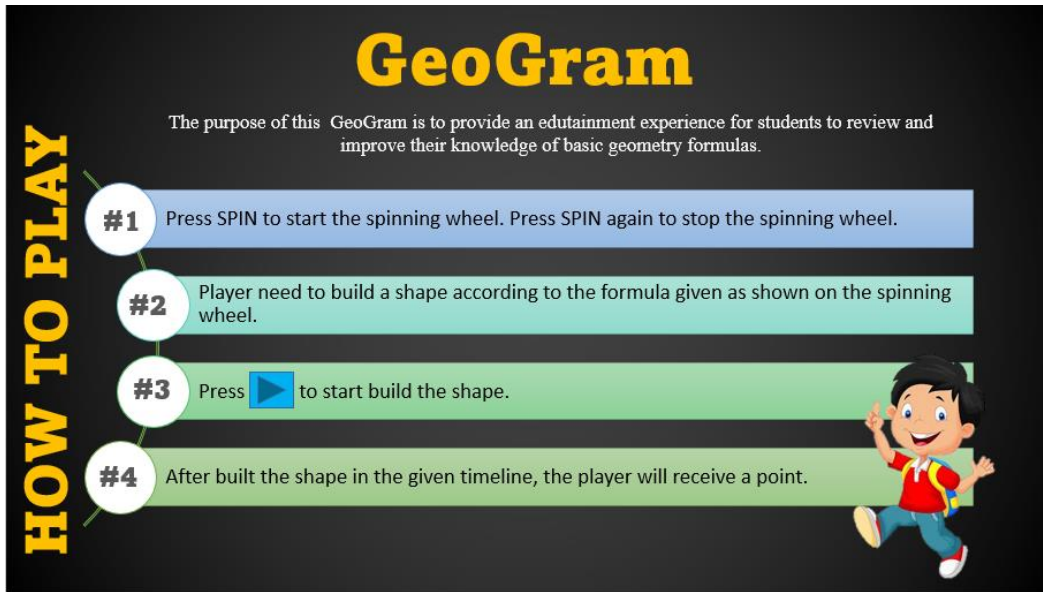 GeoGram
The purpose of this GeoGram is to provide an edutainment experience for students to review and
improve their knowledge of basic geometry formulas.
HOW TO PLAY
#1
Press SPIN to start the spinning wheel. Press SPIN again to stop the spinning wheel.
#2
Player need to build a shape according to the formula given as shown on the spinning
wheel.
#3
Press to start build the shape.
#4
After built the shape in the given timeline, the player will receive a point.